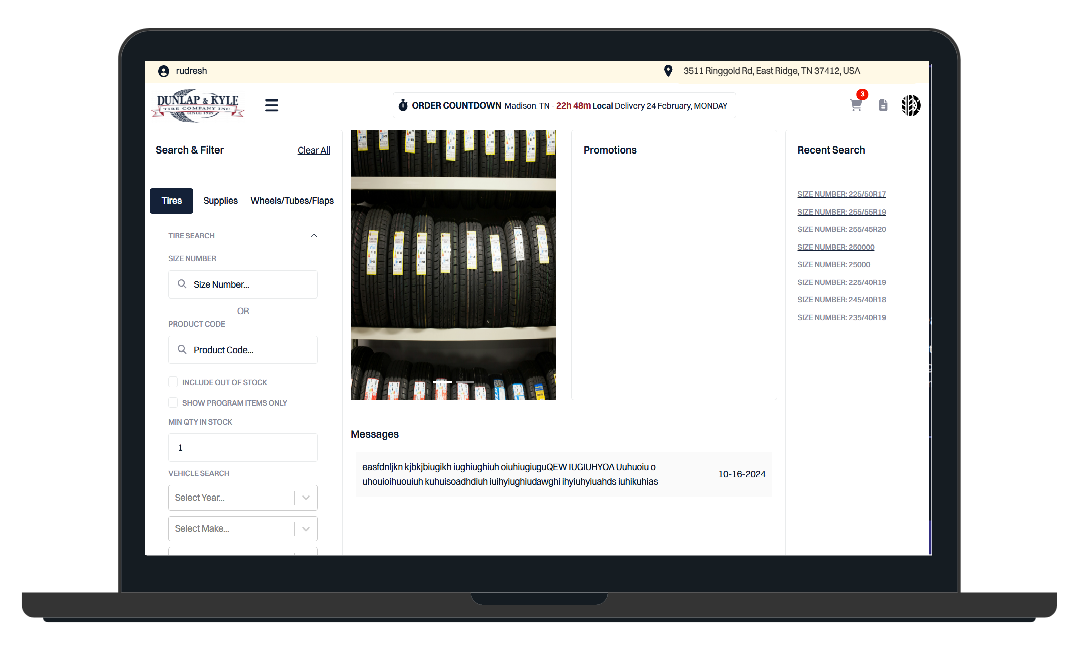 rudresh
3511 Ringgold Rd, East Ridge, TN 37412, USA
DUNLAP & KYLE
TIRE COMPANY INC
ORDER COUNTDOWN Madison TN 22h 48m Local Delivery 24 February, MONDAY
3
Search & Filter
Clear All
Tires Supplies Wheels/Tubes/Flaps
TIRE SEARCH
SIZE NUMBER
Size Number...
OR
PRODUCT CODE
Product Code...
INCLUDE OUT OF STOCK
SHOW PROGRAM ITEMS ONLY
MIN QTY IN STOCK
1
VEHICLE SEARCH
Select Year...
Select Make...
Promotions
Messages
aasfdnljkn kjbkjbiugikh iughiughiuh oiuhiugiuguQEW IUGIUHYOA Uuhuoiu o
uhouioihuouiuh kuhuisoadhdiuh iuihyiughiudawghi ihyiuhyiuahds iuhikuhias
10-16-2024
Recent Search
SIZE NUMBER: 225/50R17
SIZE NUMBER: 255/55R19
SIZE NUMBER: 255/45R20
SIZE NUMBER: 250000
SIZE NUMBER: 25000
SIZE NUMBER: 225/40R19
SIZE NUMBER: 245/40R18
SIZE NUMBER: 235/40R19